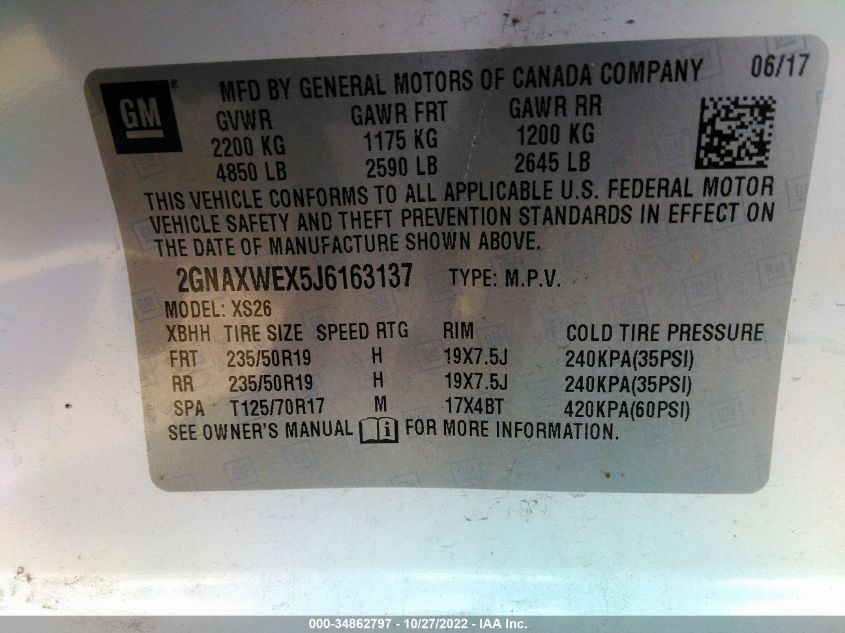 GM ® MFD BY GENERAL MOTORS OF CANADA COMPANY 06/17
GVWR GAWR FRT GAWR RR
2200 KG 1175 KG 1200 KG
4850 LB 2590 LB 2645 LB
THIS VEHICLE CONFORMS TO ALL APPLICABLE U.S. FEDERAL MOTOR
VEHICLE SAFETY AND THEFT PREVENTION STANDARDS IN EFFECT ON
THE DATE OF MANUFACTURE SHOWN ABOVE.
2GNAXWEX5J6163137 TYPE: M.P.V.
MODEL: XS26
XBHH TIRE SIZE SPEED RTG RIM COLD TIRE PRESSURE
FRT 235/50R19 H 19X7.5J 240KPA(35PSI)
RR 235/50R19 H 19X7.5J 240KPA(35PSI)
SPA T125/70R17 M 17X4BT 420KPA(60PSI)
SEE OWNER'S MANUAL i FOR MORE INFORMATION.
000-34862797 - 10/27/2022 - IAA Inc.